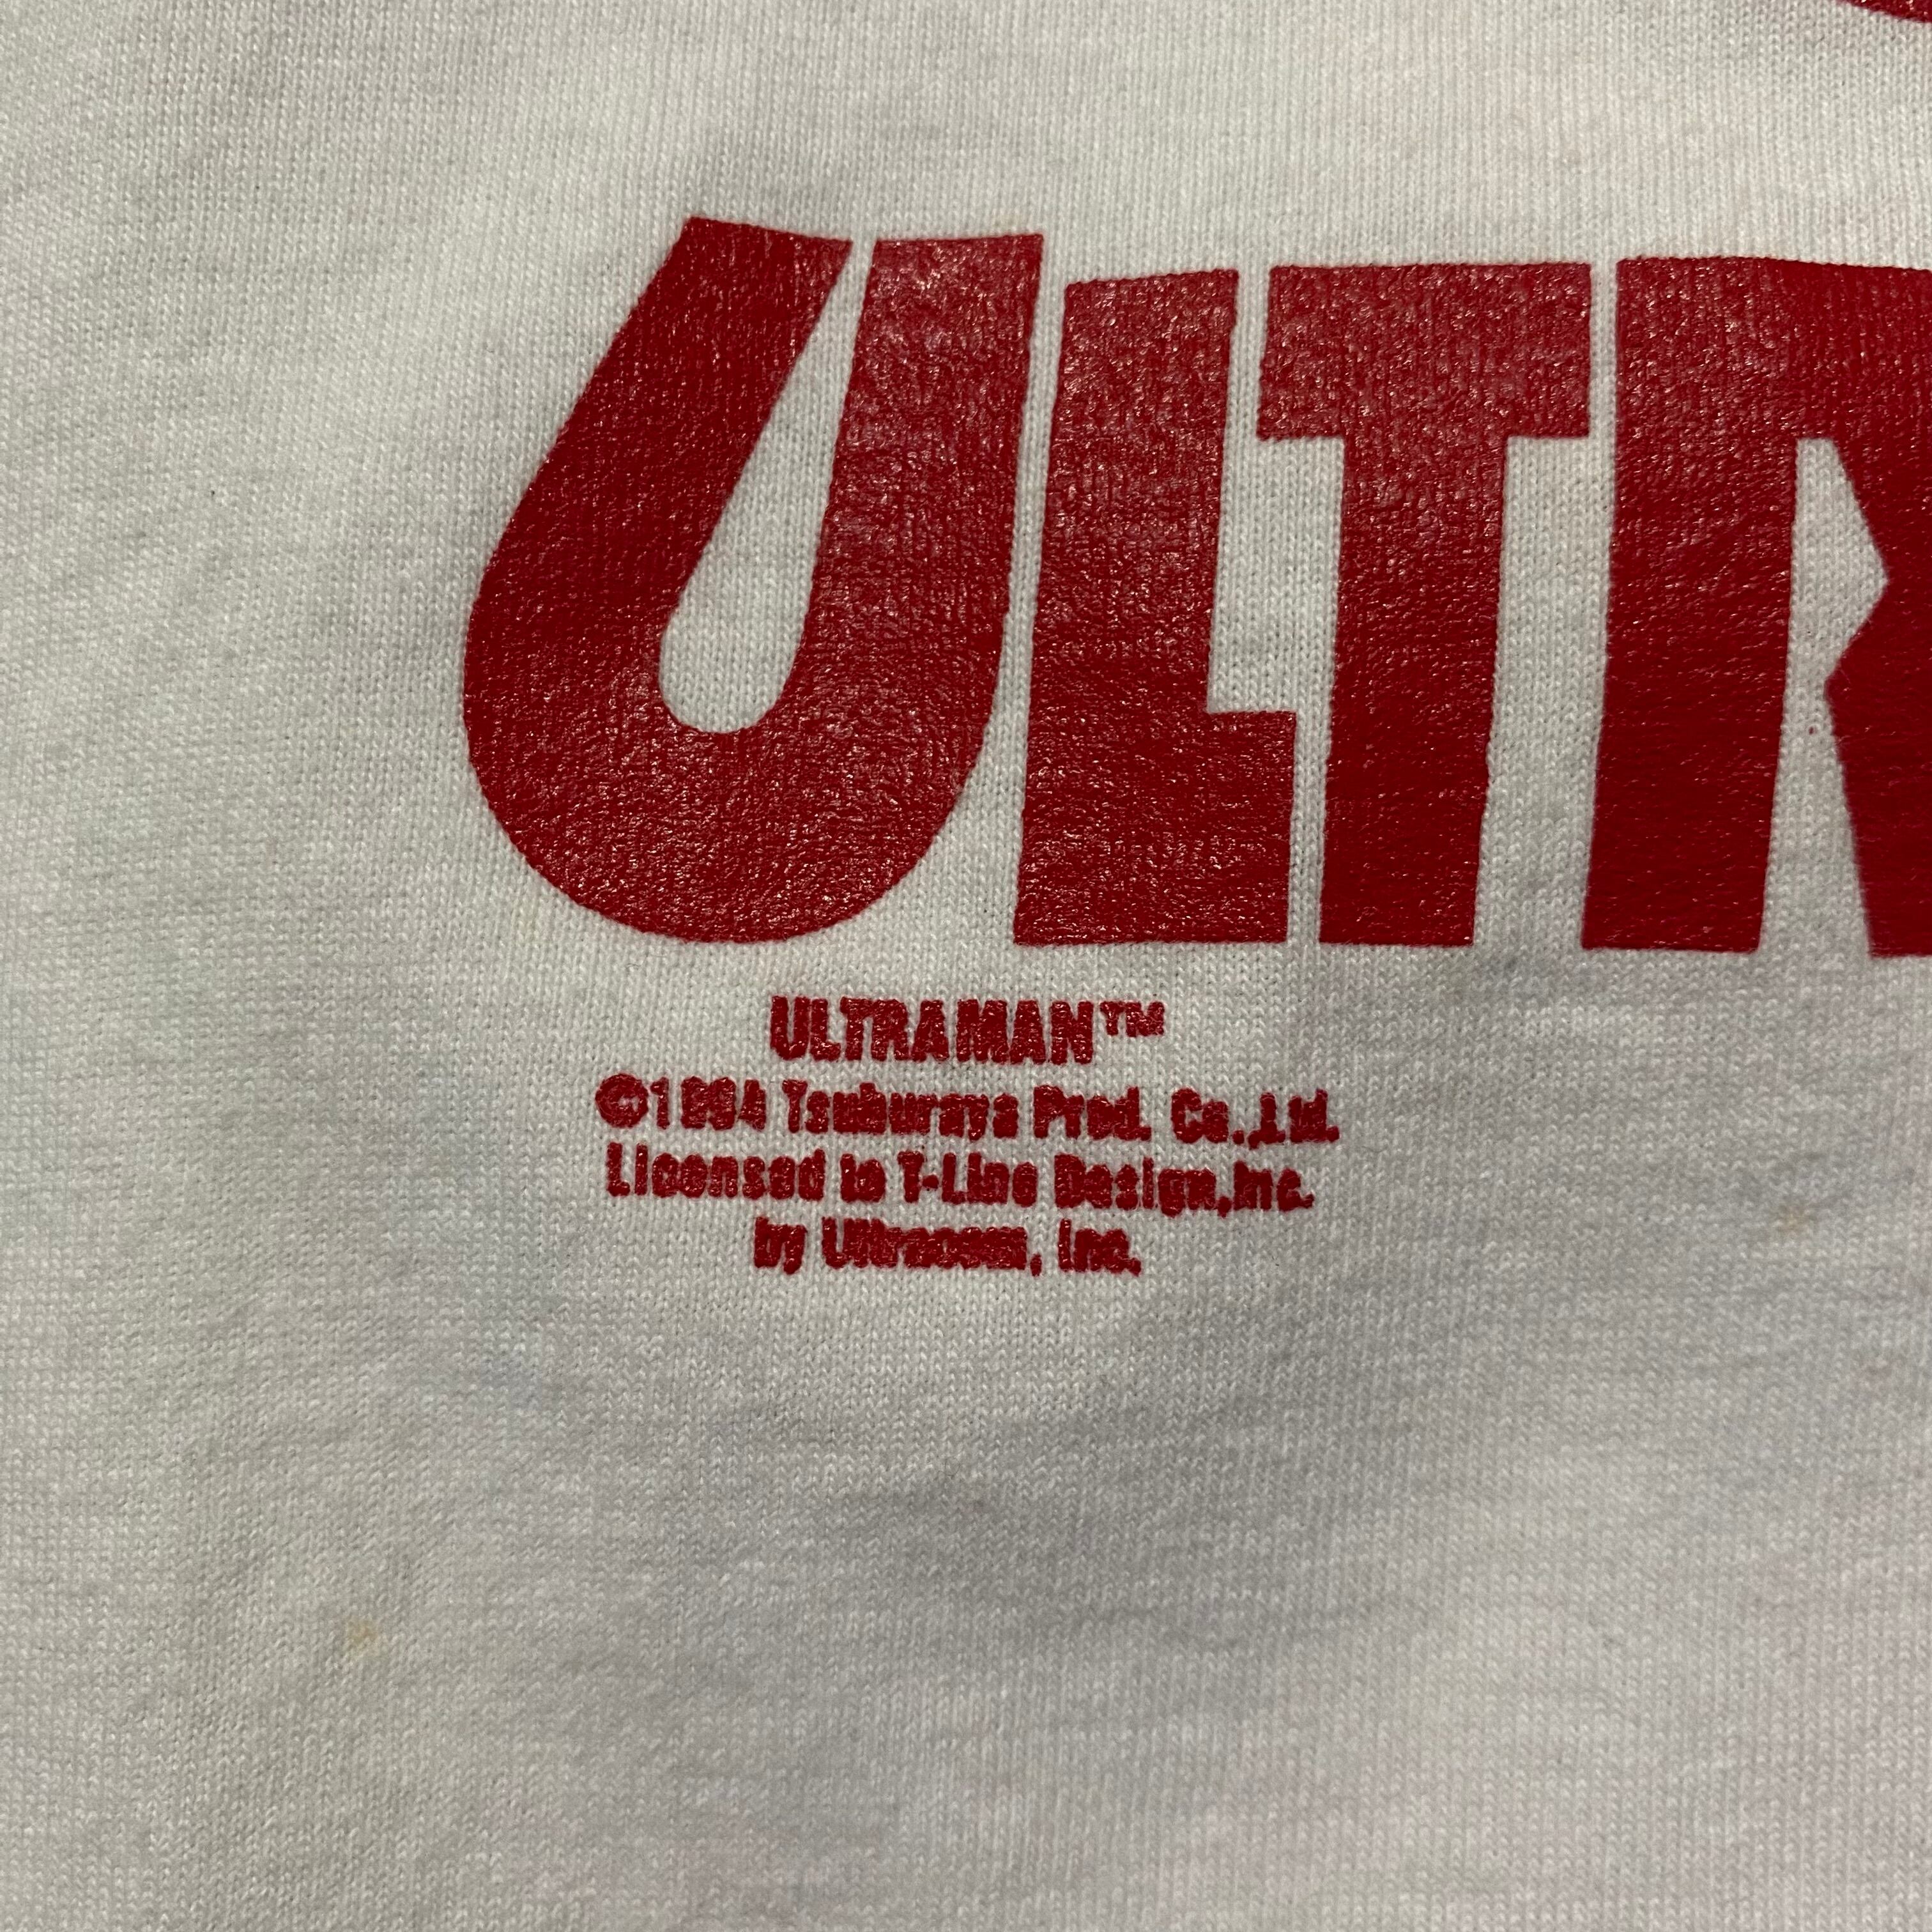 ULTR
ULTRAMAN™
©1994 Tsuburaya Prod. Co.,Ltd.
Licensed to T-Line Design,Inc.
by Ultracom, Inc.